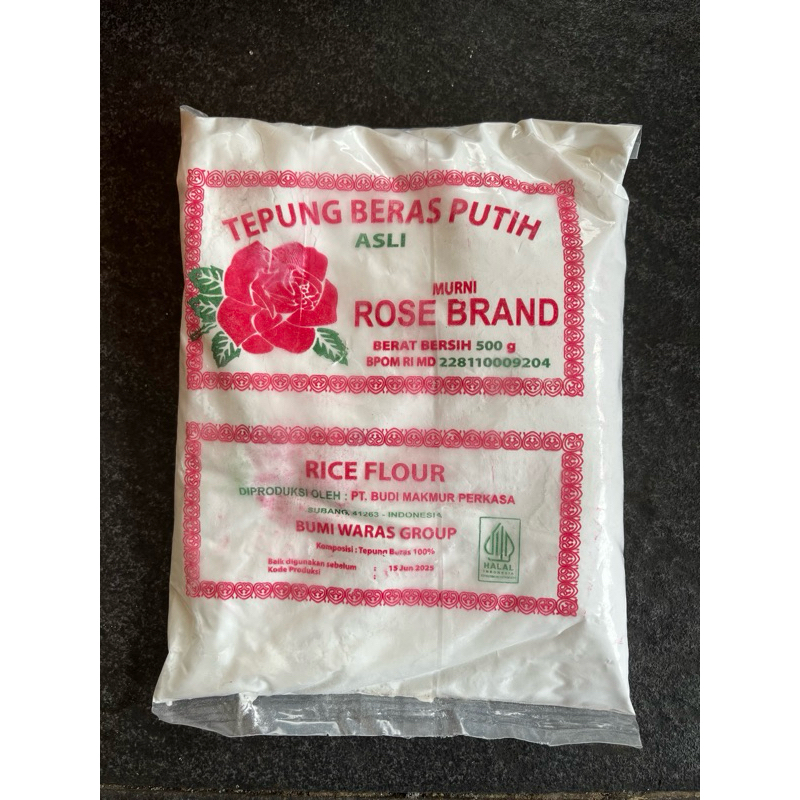 TEPUNG BERAS PUTIH
ASLI
MURNI
ROSE BRAND
BERAT BERSIH 500 g
BPOM RI MD 228110009204
RICE FLOUR
DIPRODUKSI OLEH : PT. BUDI MAKMUR PERKASA
SUBANG, 41263 - INDONESIA
BUMI WARAS GROUP
Komposisi : Tepung Beras 100%
Baik digunakan sebelum : 15 Jun 2025
Kode Produksi :
HALAL
INDONESIA